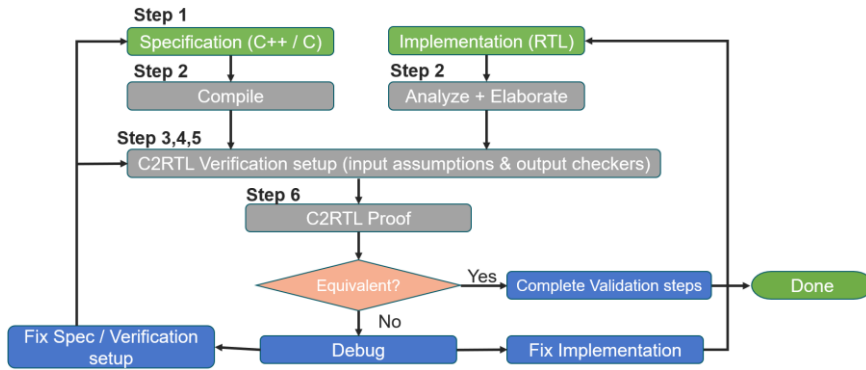 Step 1
Specification (C++ / C)
Implementation (RTL)
Step 2
Step 2
Compile
Analyze + Elaborate
Step 3,4,5
C2RTL Verification setup (input assumptions & output checkers)
Step 6
C2RTL Proof
Equivalent?
Yes
Complete Validation steps
Done
No
Fix Spec / Verification
setup
Debug
Fix Implementation